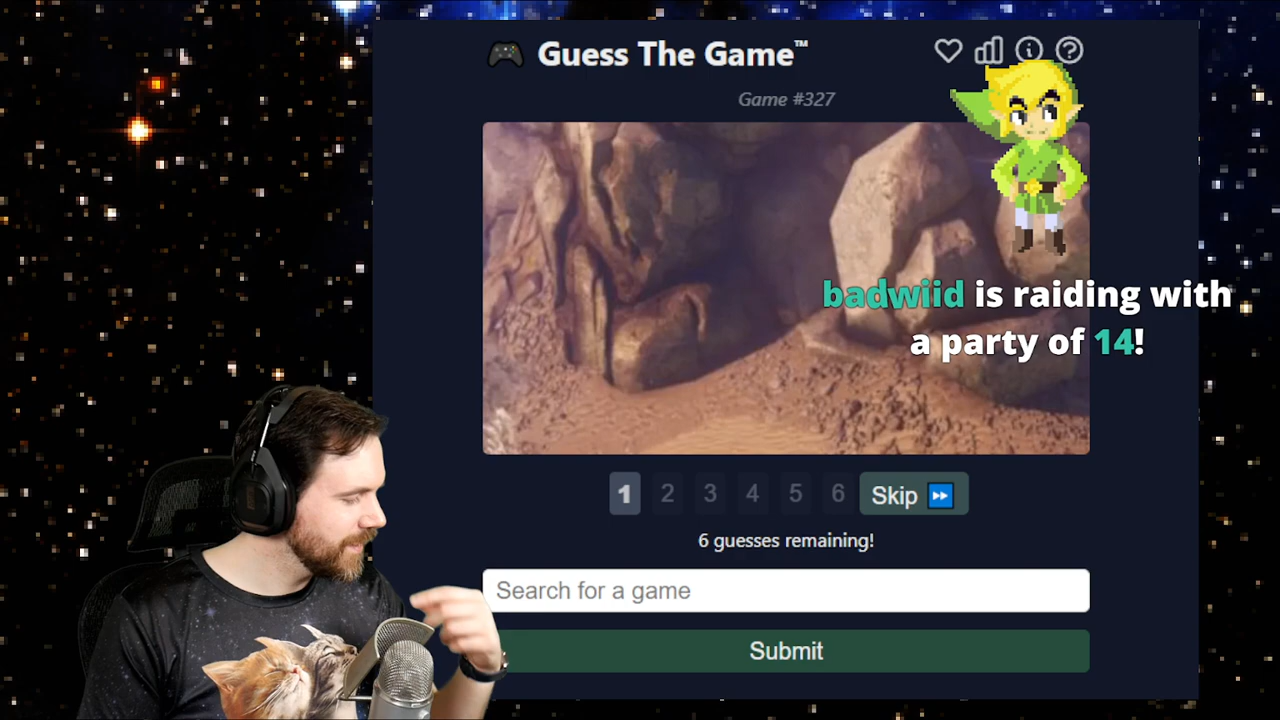 Guess The Game™
Game #327
badwiid is raiding with
a party of 14!
1 2 3 4 5 6 Skip
6 guesses remaining!
Search for a game
Submit